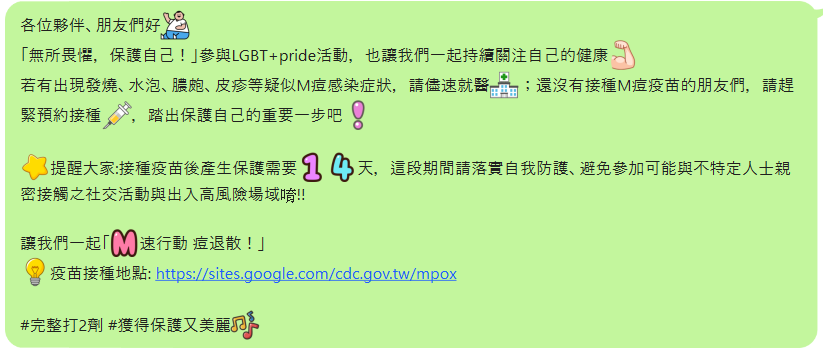 各位夥伴、朋友們好
「無所畏懼，保護自己！」參與LGBT+pride活動，也讓我們一起持續關注自己的健康
若有出現發燒、水泡、膿皰、皮疹等疑似M痘感染症狀，請儘速就醫；還沒有接種M痘疫苗的朋友們，請趕
緊預約接種，踏出保護自己的重要一步吧❗
提醒大家:接種疫苗後產生保護需要14天，這段期間請落實自我防護、避免參加可能與不特定人士親
密接觸之社交活動與出入高風險場域唷!!
讓我們一起「M速行動 痘退散！」
疫苗接種地點: https://sites.google.com/cdc.gov.tw/mpox
#完整打2劑 #獲得保護又美麗